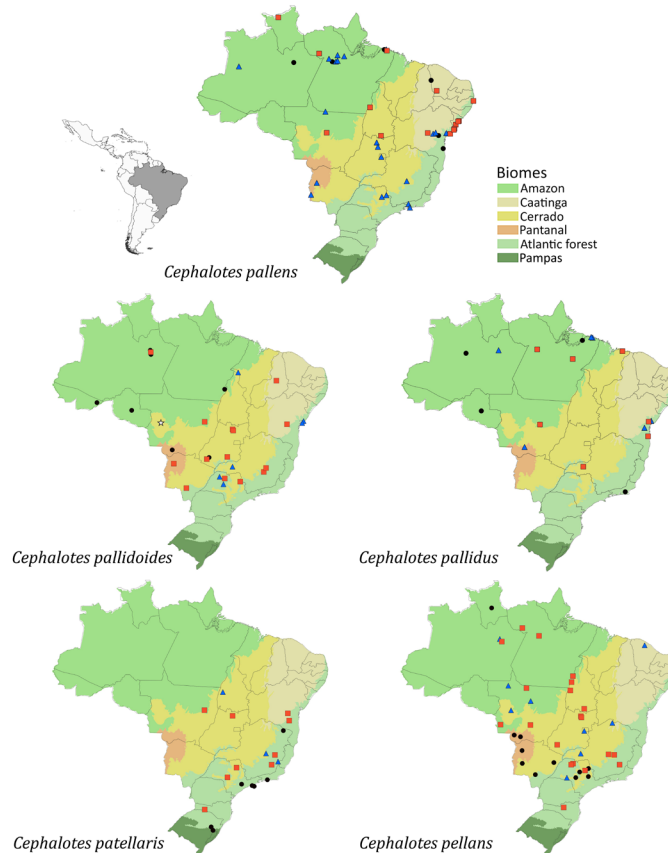 Biomes
Amazon
Caatinga
Cerrado
Pantanal
Atlantic forest
Pampas
Cephalotes pallens
Cephalotes pallidoides
Cephalotes pallidus
Cephalotes patellaris
Cephalotes pellans